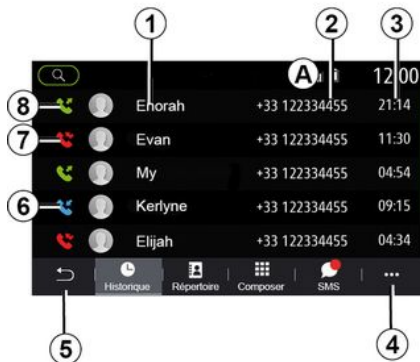 1 2 3
A 12:00
8 Enorah +33 122334455 21:14
7 Evan +33 122334455 11:30
My +33 122334455 04:54
6 Kerlyne +33 122334455 09:15
Elijah +33 122334455 04:34
Historique Répertoire Composer SMS ...
5 4